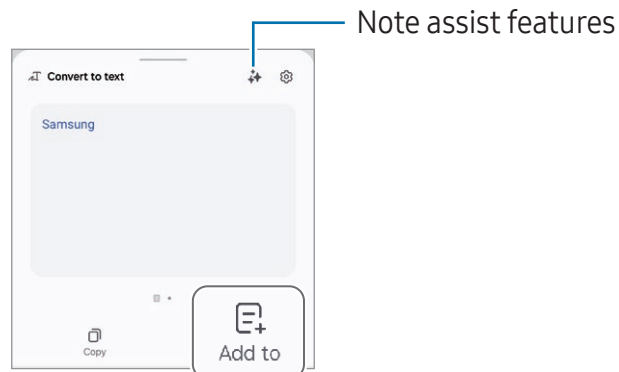 Note assist features
Convert to text
Samsung
Copy
Add to